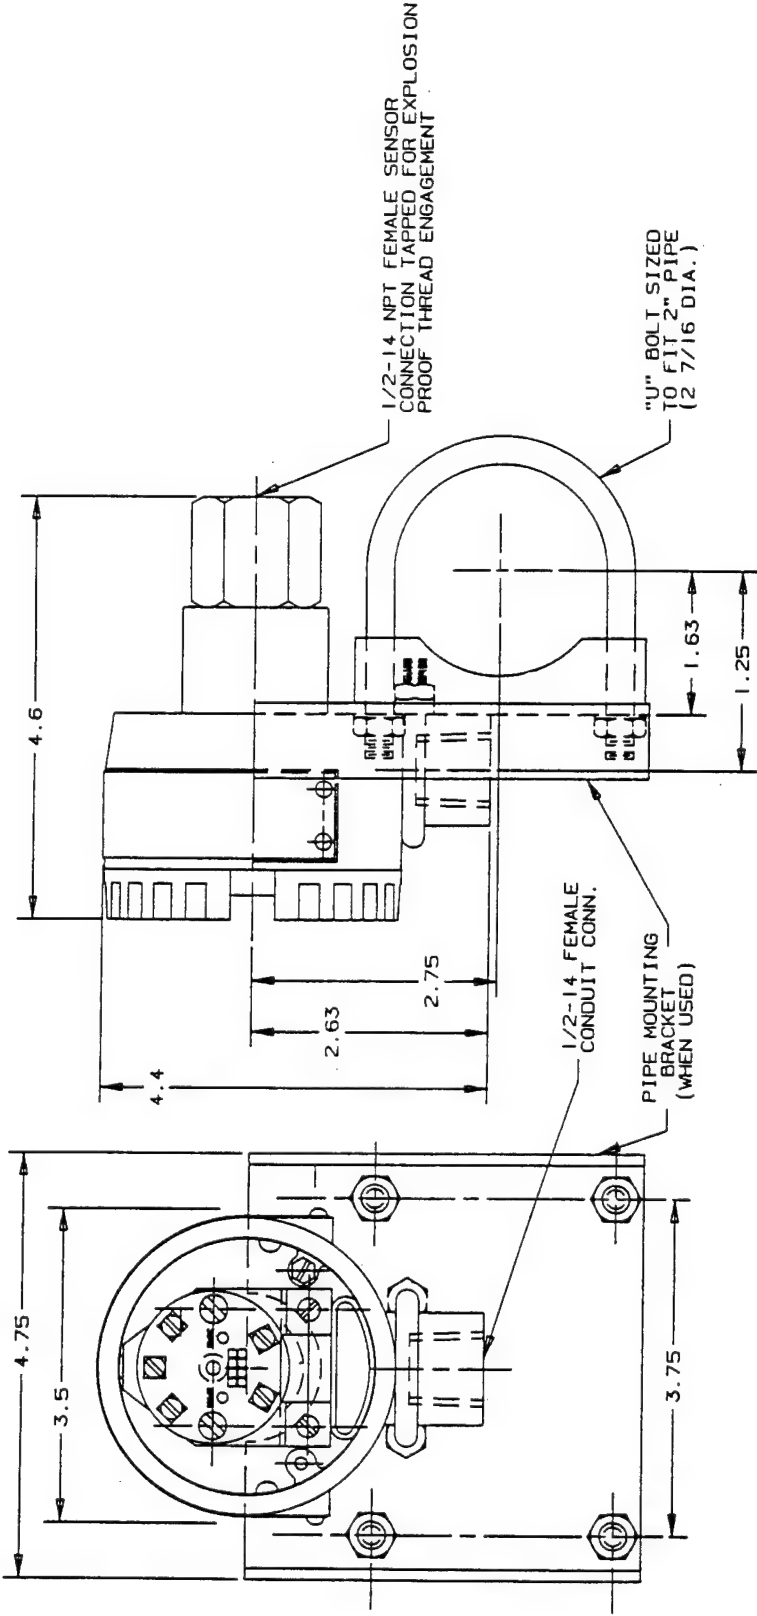 4.75
3.5
3.75
4.4
2.63
2.75
1/2-14 FEMALE
CONDUIT CONN.
PIPE MOUNTING
BRACKET
(WHEN USED)
4.6
1.63
1.25
1/2-14 NPT FEMALE SENSOR
CONNECTION TAPPED FOR EXPLOSION
PROOF THREAD ENGAGEMENT
"U" BOLT SIZED
TO FIT 2" PIPE
(2 7/16 DIA.)